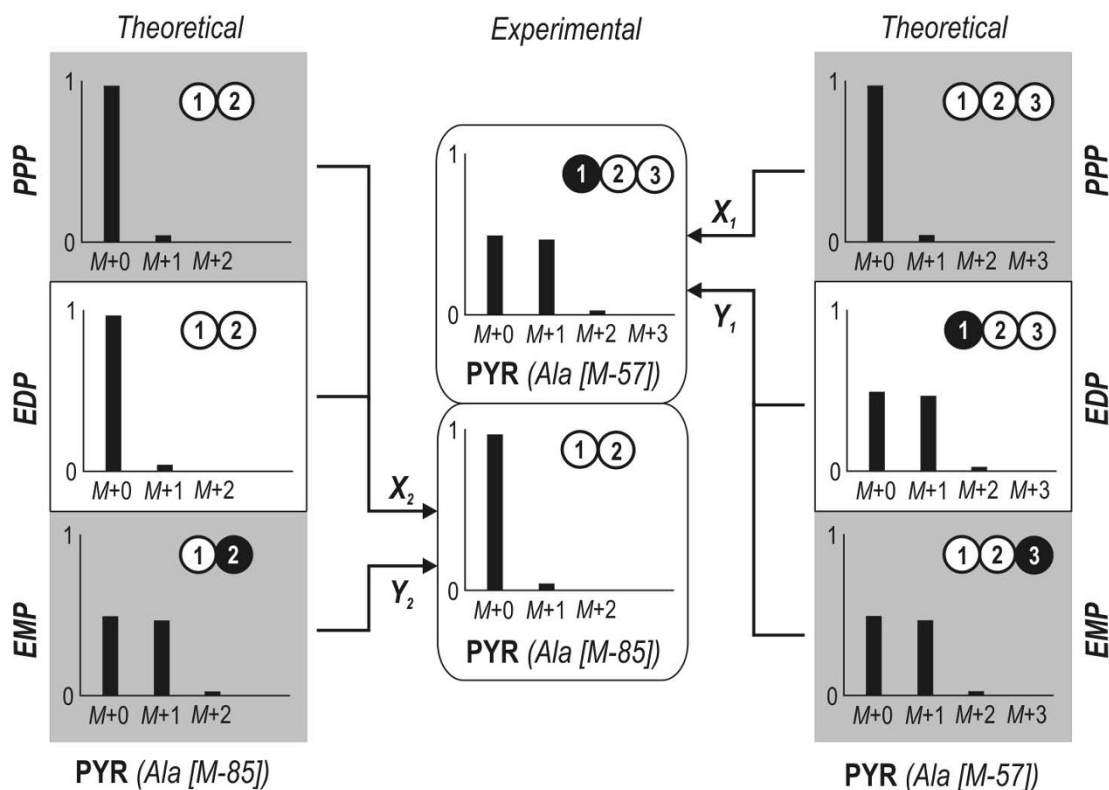 Theoretical
Experimental
Theoretical
PPP
1
0
1 2
M+0 M+1 M+2
EDP
1
0
1 2
M+0 M+1 M+2
EMP
1
0
1 2
M+0 M+1 M+2
PYR (Ala [M-85])
1
0
1 2 3
M+0 M+1 M+2 M+3
PYR (Ala [M-57])
1
0
1 2
M+0 M+1 M+2
PYR (Ala [M-85])
X1
Y1
X2
Y2
1
0
1 2 3
M+0 M+1 M+2 M+3
PPP
1
0
1 2 3
M+0 M+1 M+2 M+3
EDP
1
0
1 2 3
M+0 M+1 M+2 M+3
EMP
PYR (Ala [M-57])